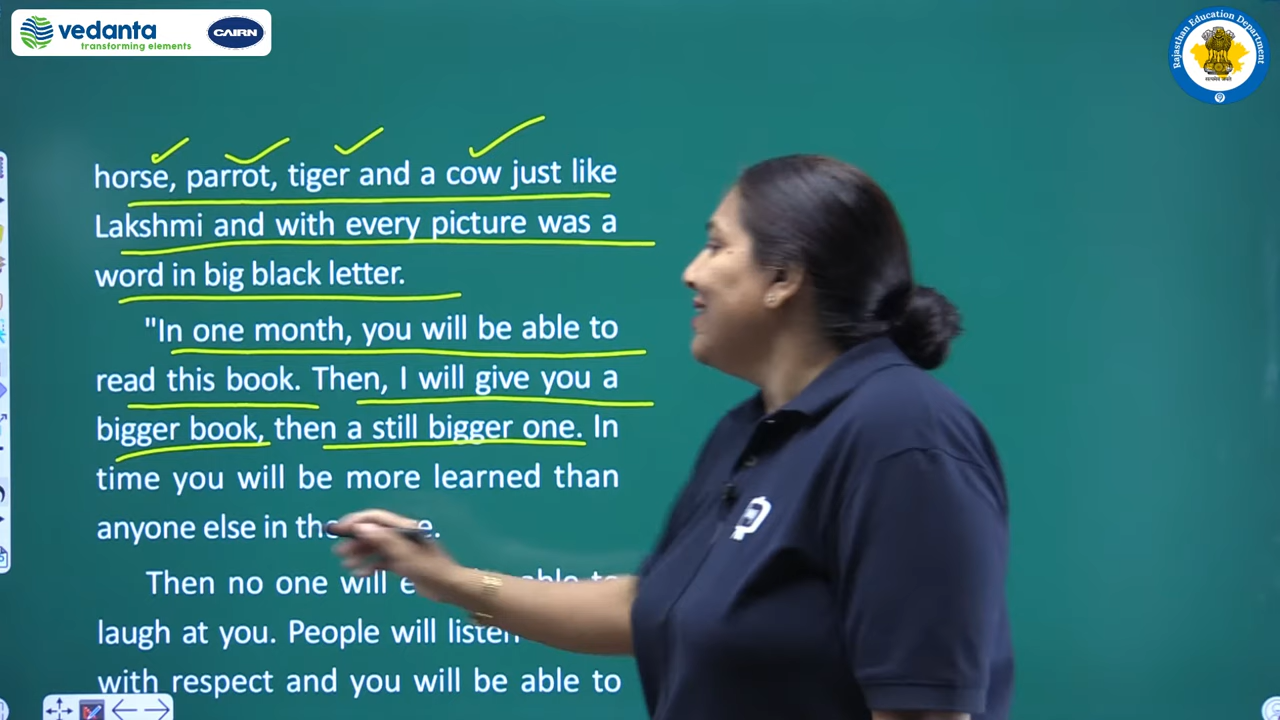 vedanta
transforming elements
CAIRN
Rajasthan Education Department
horse, parrot, tiger and a cow just like
Lakshmi and with every picture was a
word in big black letter.
"In one month, you will be able to
read this book. Then, I will give you a
bigger book, then a still bigger one. In
time you will be more learned than
anyone else in
Then no one will able to
laugh at you. People will listen
with respect and you will be able to